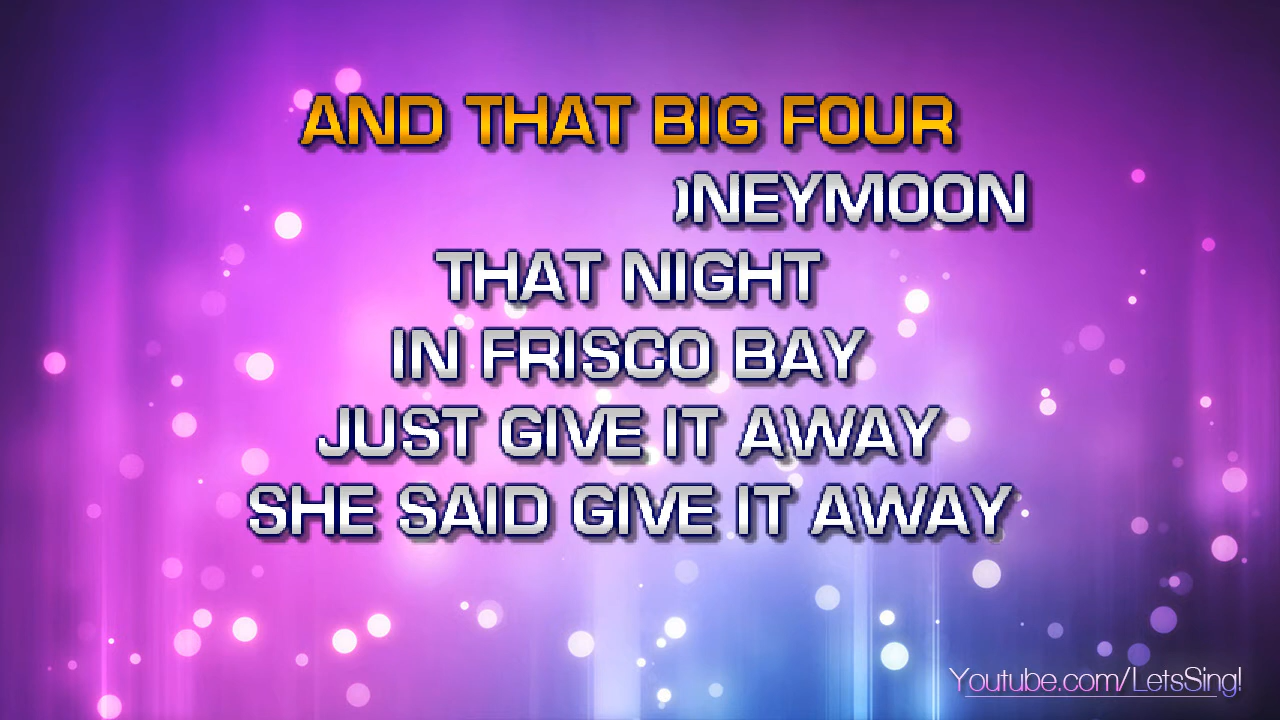 AND THAT BIG FOUR
ONEYMOON
THAT NIGHT
IN FRISCO BAY
JUST GIVE IT AWAY
SHE SAID GIVE IT AWAY
Youtube.com/LetsSing!